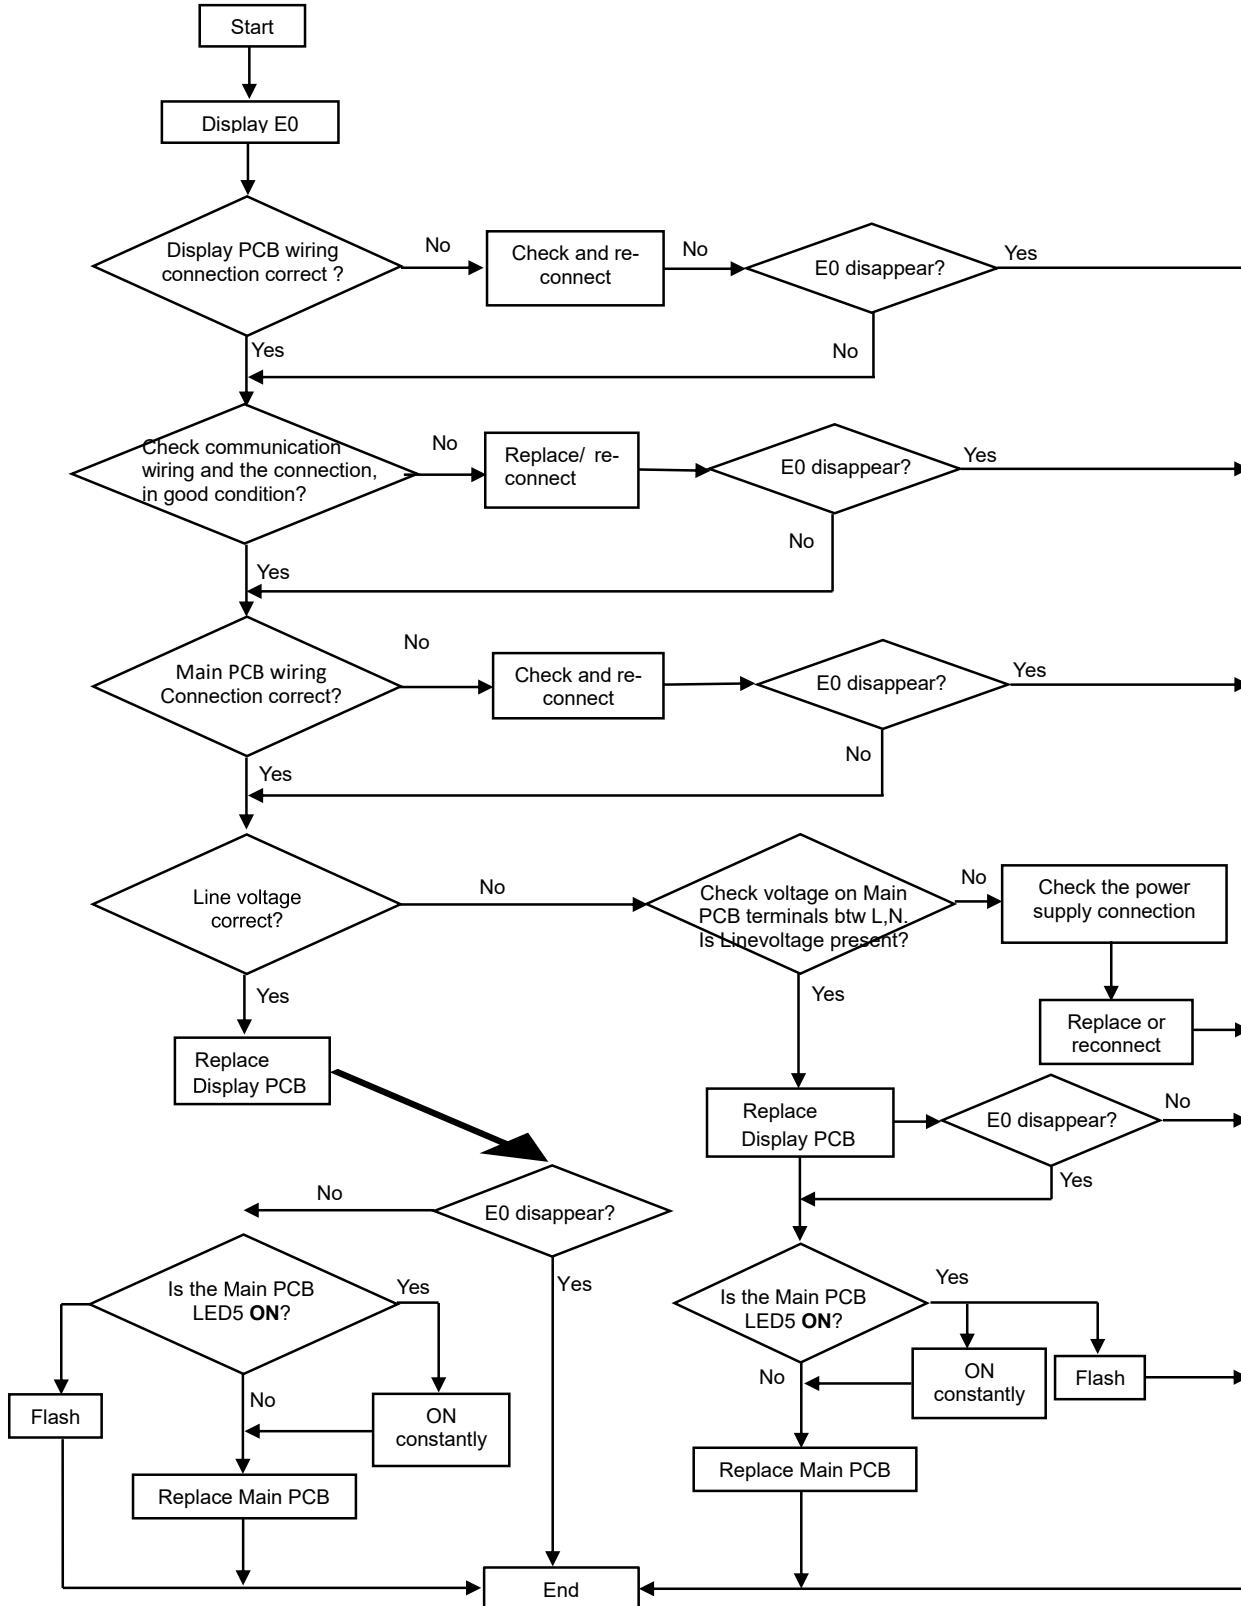 Start
Display E0
Display PCB wiring
connection correct ?
No
Check and re-
connect
No
E0 disappear?
Yes
No
Yes
Check communication
wiring and the connection,
in good condition?
No
Replace/ re-
connect
E0 disappear?
Yes
No
Yes
Main PCB wiring
Connection correct?
No
Check and re-
connect
E0 disappear?
Yes
No
Yes
Line voltage
correct?
No
Check voltage on Main
PCB terminals btw L,N.
Is Linevoltage present?
No
Check the power
supply connection
Yes
Yes
Replace or
reconnect
Replace
Display PCB
Replace
Display PCB
E0 disappear?
No
Yes
No
E0 disappear?
Yes
Is the Main PCB
LED5 ON?
Yes
No
Flash
ON
constantly
Replace Main PCB
Is the Main PCB
LED5 ON?
Yes
No
ON
constantly
Flash
Replace Main PCB
End